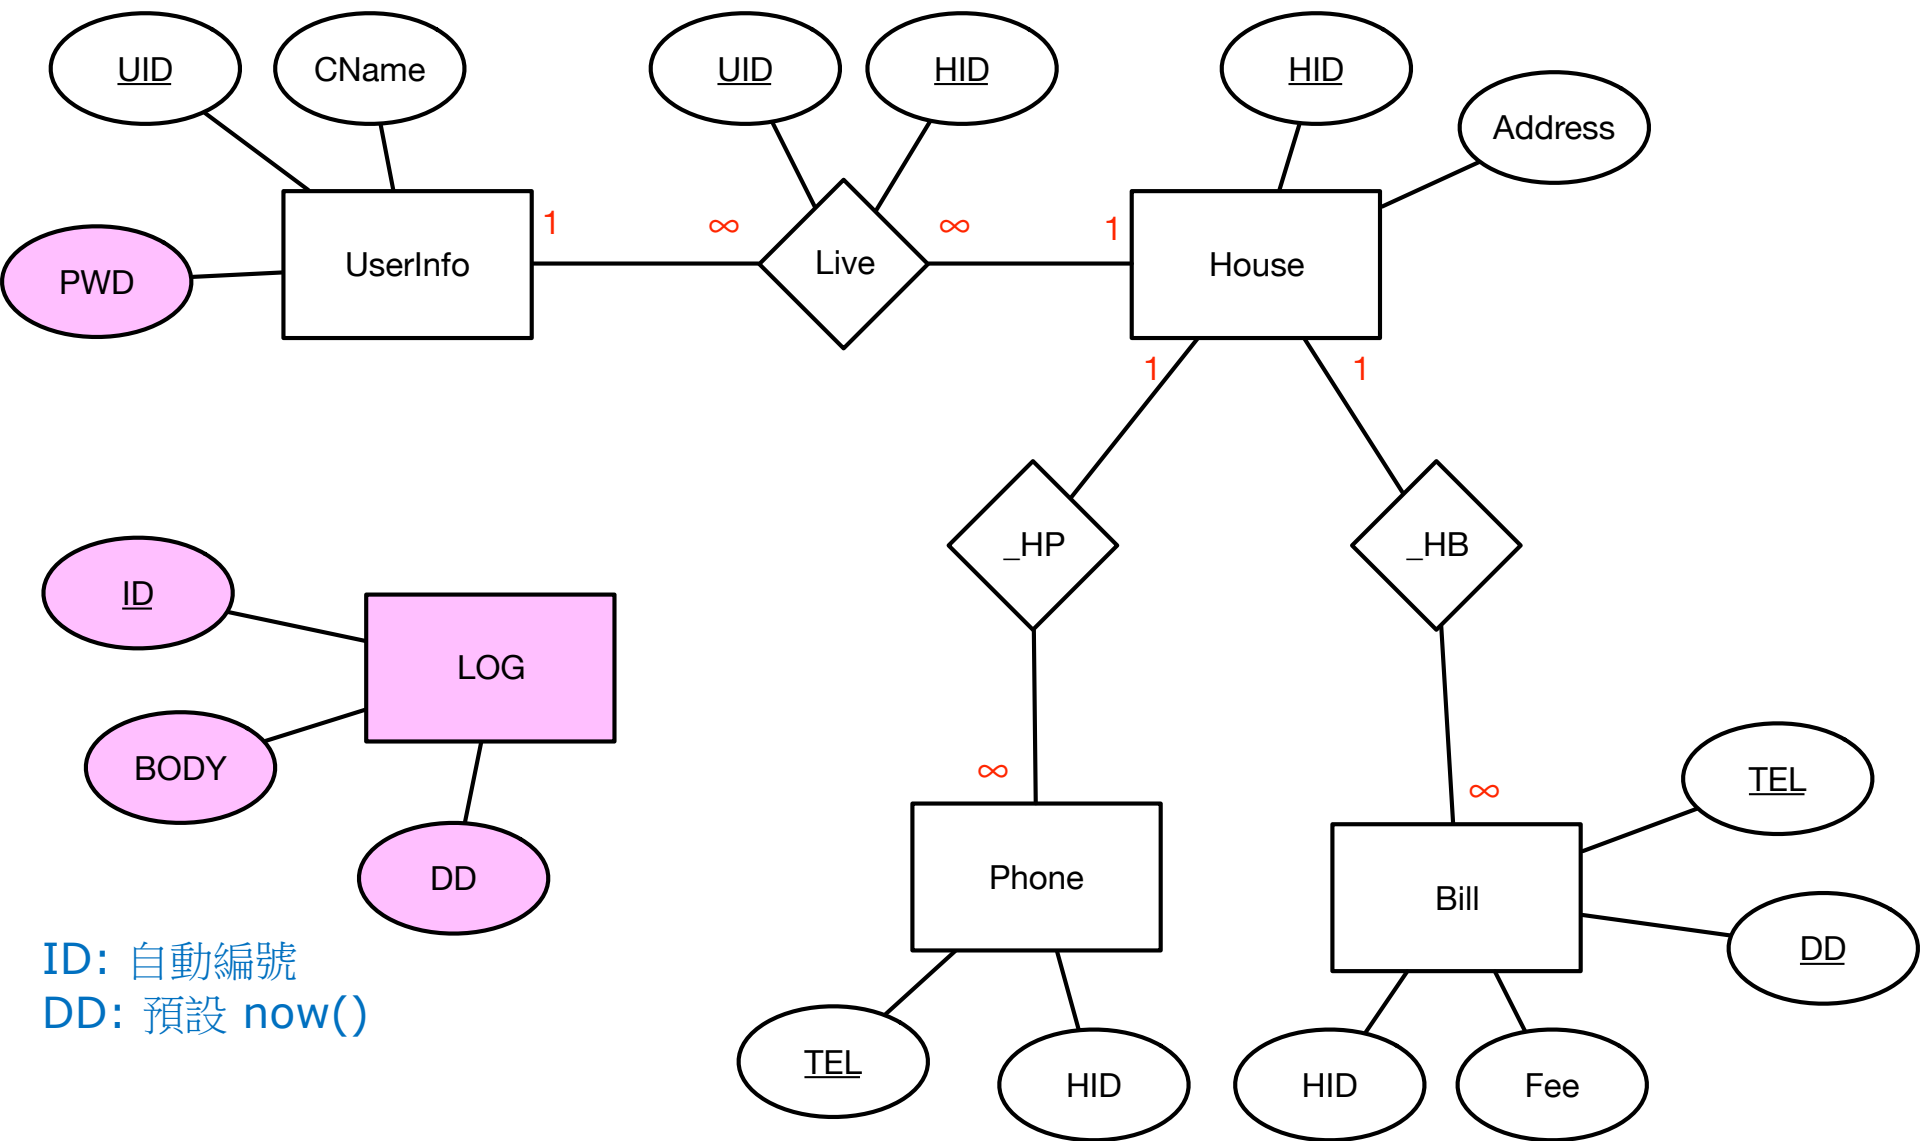 UID
CName
UID
HID
HID
Address
PWD
UserInfo
1
∞
Live
∞
1
House
1
1
_HP
_HB
ID
LOG
BODY
DD
∞
∞
Phone
Bill
TEL
DD
TEL
HID
HID
Fee
ID: 自動編號
DD: 預設 now()